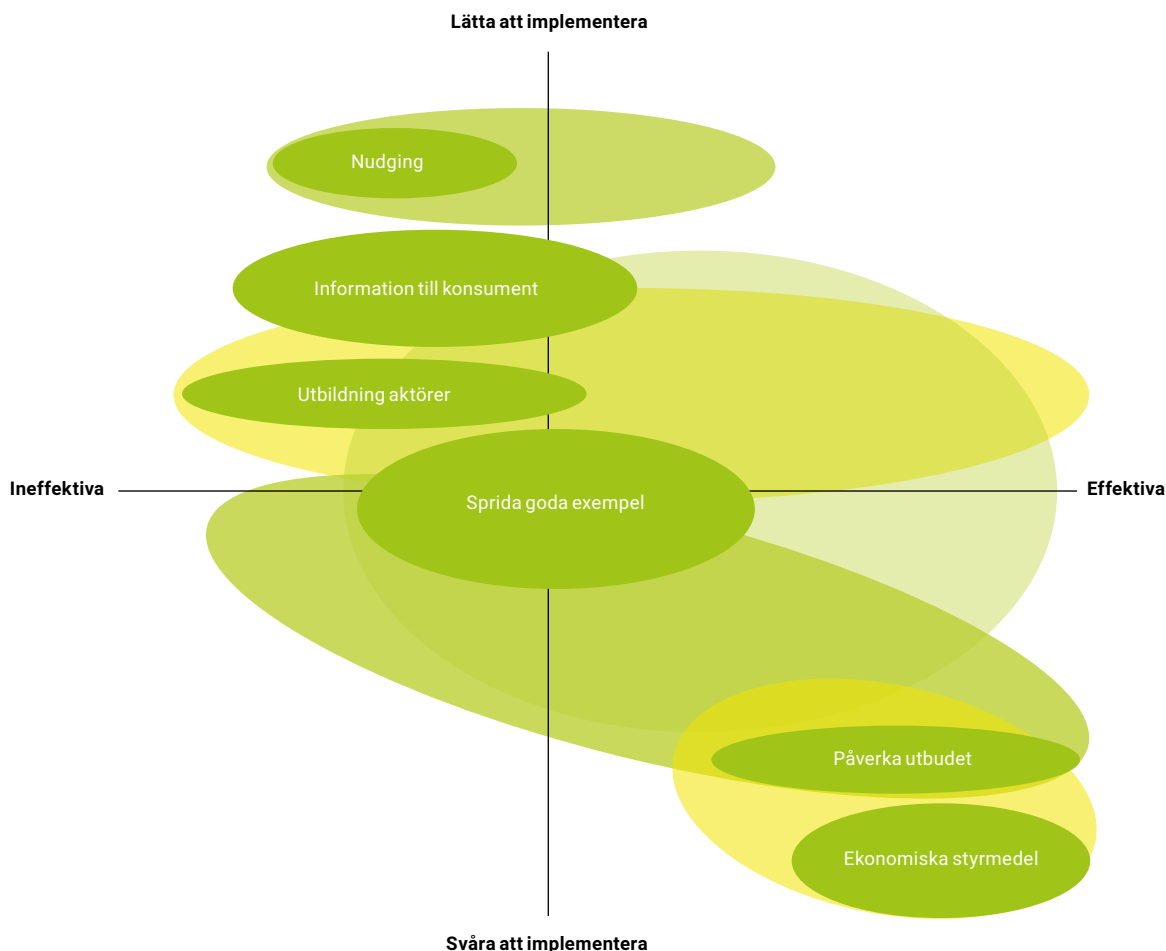 Lätta att implementera
Nudging
Information till konsument
Utbildning aktörer
Ineffektiva
Sprida goda exempel
Effektiva
Påverka utbudet
Ekonomiska styrmedel
Svåra att implementera